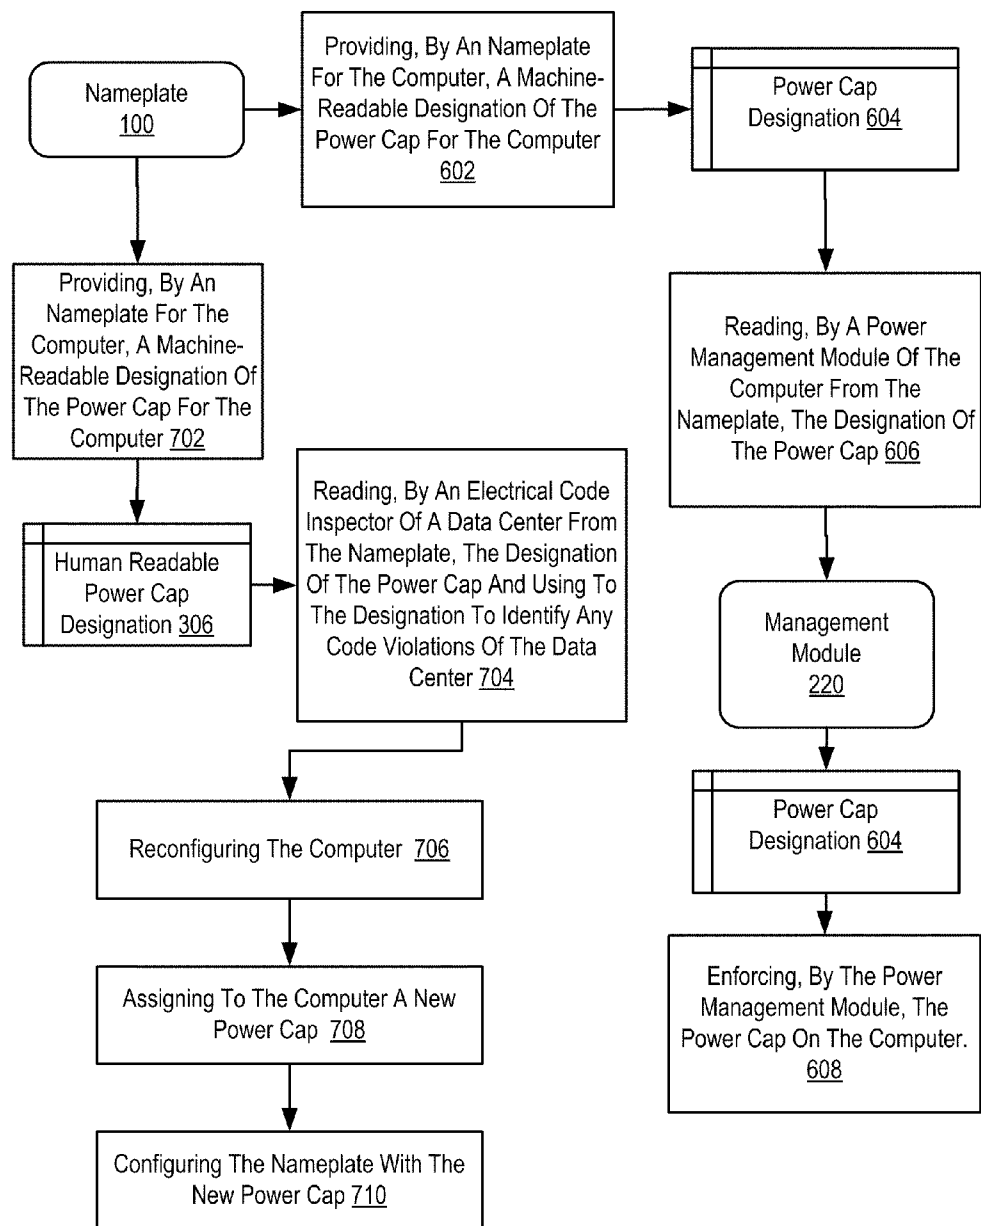 Nameplate
100
Providing, By An Nameplate
For The Computer, A Machine-
Readable Designation Of The
Power Cap For The Computer
602
Power Cap
Designation 604
Providing, By An
Nameplate For The
Computer, A Machine-
Readable Designation Of
The Power Cap For The
Computer 702
Reading, By A Power
Management Module Of The
Computer From The
Nameplate, The Designation Of
The Power Cap 606
Human Readable
Power Cap
Designation 306
Reading, By An Electrical Code
Inspector Of A Data Center From
The Nameplate, The Designation
Of The Power Cap And Using To
The Designation To Identify Any
Code Violations Of The Data
Center 704
Management
Module
220
Power Cap
Designation 604
Reconfiguring The Computer 706
Enforcing, By The Power
Management Module, The
Power Cap On The Computer.
608
Assigning To The Computer A New
Power Cap 708
Configuring The Nameplate With The
New Power Cap 710